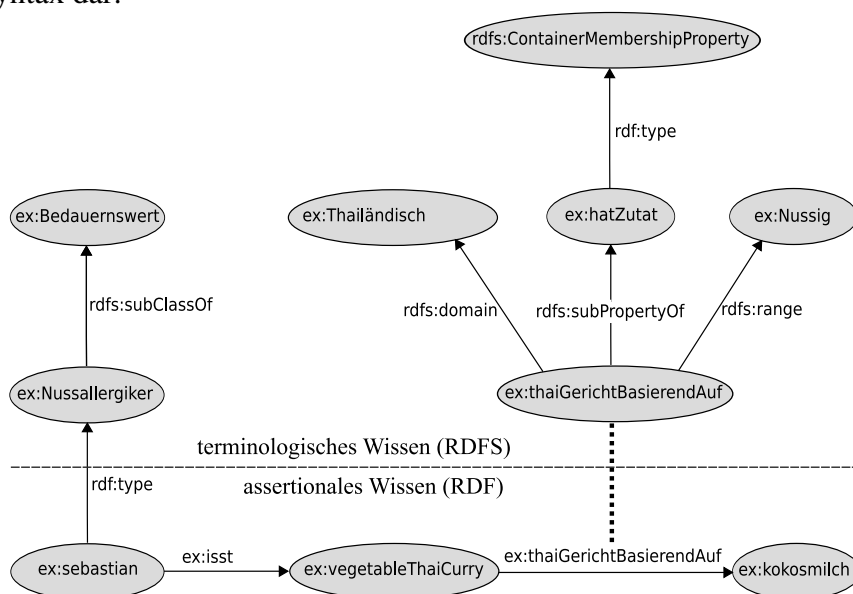 yntax dar.
rdfs:ContainerMembershipProperty
rdf:type
ex:Bedauernswert
ex:Thailändisch
ex:hatZutat
ex:Nussig
rdfs:subClassOf
rdfs:domain
rdfs:subPropertyOf
rdfs:range
ex:Nussallergiker
ex:thaiGerichtBasierendAuf
terminologisches Wissen (RDFS)
rdf:type
assertionales Wissen (RDF)
ex:isst
ex:thaiGerichtBasierendAuf
ex:sebastian
ex:vegetableThaiCurry
ex:kokosmilch